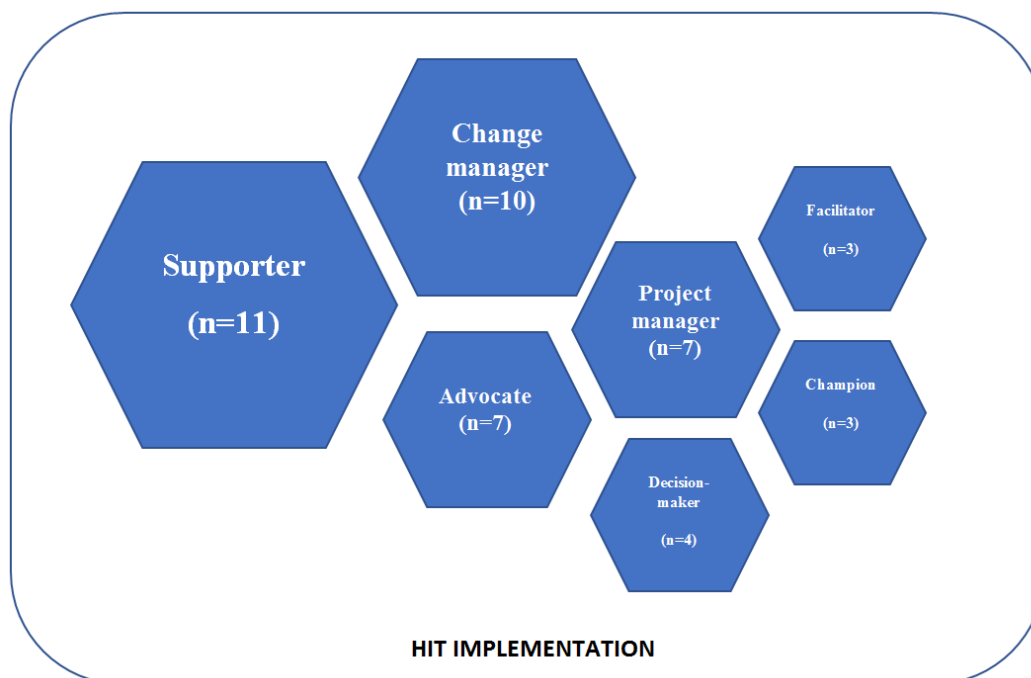 Supporter
(n=11)
Change
manager
(n=10)
Advocate
(n=7)
Project
manager
(n=7)
Decision-
maker
(n=4)
Facilitator
(n=3)
Champion
(n=3)
HIT IMPLEMENTATION